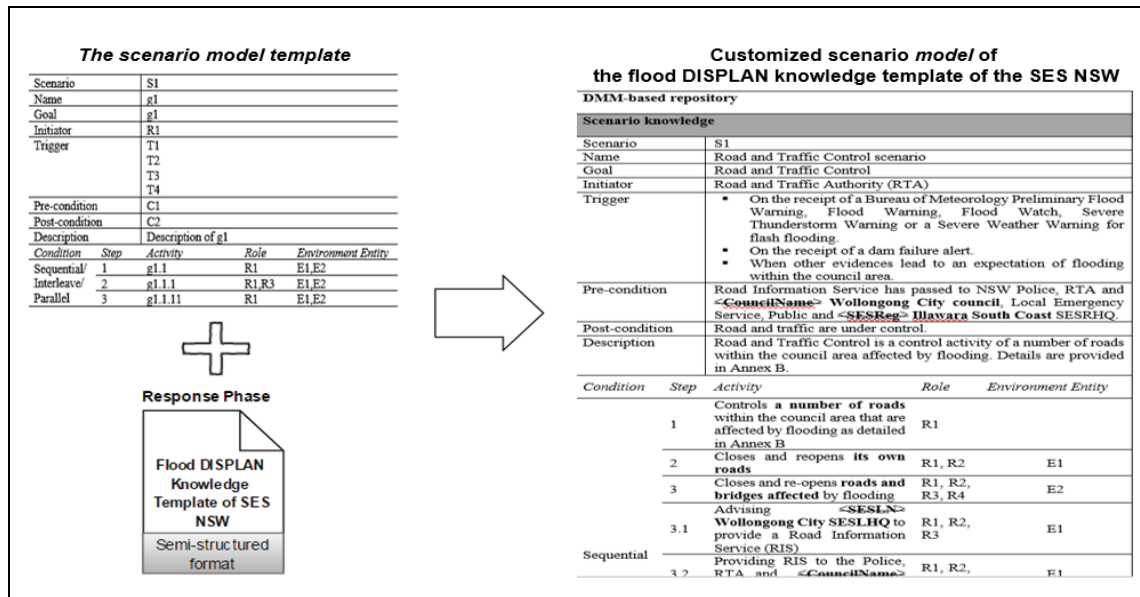 The scenario model template
Scenario S1
Name g1
Goal g1
Initiator R1
Trigger T1
T2
T3
T4
Pre-condition C1
Post-condition C2
Description Description of g1
Condition Step Activity Role Environment Entity
Sequential/ 1 g1.1 R1 E1,E2
Interleave/ 2 g1.1.1 R1,R3 E1,E2
Parallel 3 g1.1.11 R1 E1,E2
Response Phase
Flood DISPLAN
Knowledge
Template of SES
NSW
Semi-structured
format
Customized scenario model of
the flood DISPLAN knowledge template of the SES NSW
DMM-based repository
Scenario knowledge
Scenario S1
Name Road and Traffic Control scenario
Goal Road and Traffic Control
Initiator Road and Traffic Authority (RTA)
Trigger ▪ On the receipt of a Bureau of Meteorology Preliminary Flood
Warning, Flood Warning, Flood Watch, Severe
Thunderstorm Warning or a Severe Weather Warning for
flash flooding.
▪ On the receipt of a dam failure alert.
▪ When other evidences lead to an expectation of flooding
within the council area.
Pre-condition Road Information Service has passed to NSW Police, RTA and
<CouncilName> Wollongong City council, Local Emergency
Service, Public and <SESReg> Illawara South Coast SESRHQ.
Post-condition Road and traffic are under control.
Description Road and Traffic Control is a control activity of a number of roads
within the council area affected by flooding. Details are provided
in Annex B.
Condition Step Activity Role Environment Entity
Controls a number of roads
within the council area that are
1 affected by flooding as detailed R1
in Annex B
2 Closes and reopens its own R1, R2 E1
roads
3 Closes and re-opens roads and R1, R2, E2
bridges affected by flooding R3, R4
Advising <SESLN>
3.1 Wollongong City SESLHQ to R1, R2, E1
provide a Road Information R3
Service (RIS)
Sequential
3.2 Providing RIS to the Police, R1, R2, E1
RTA and <CouncilName>